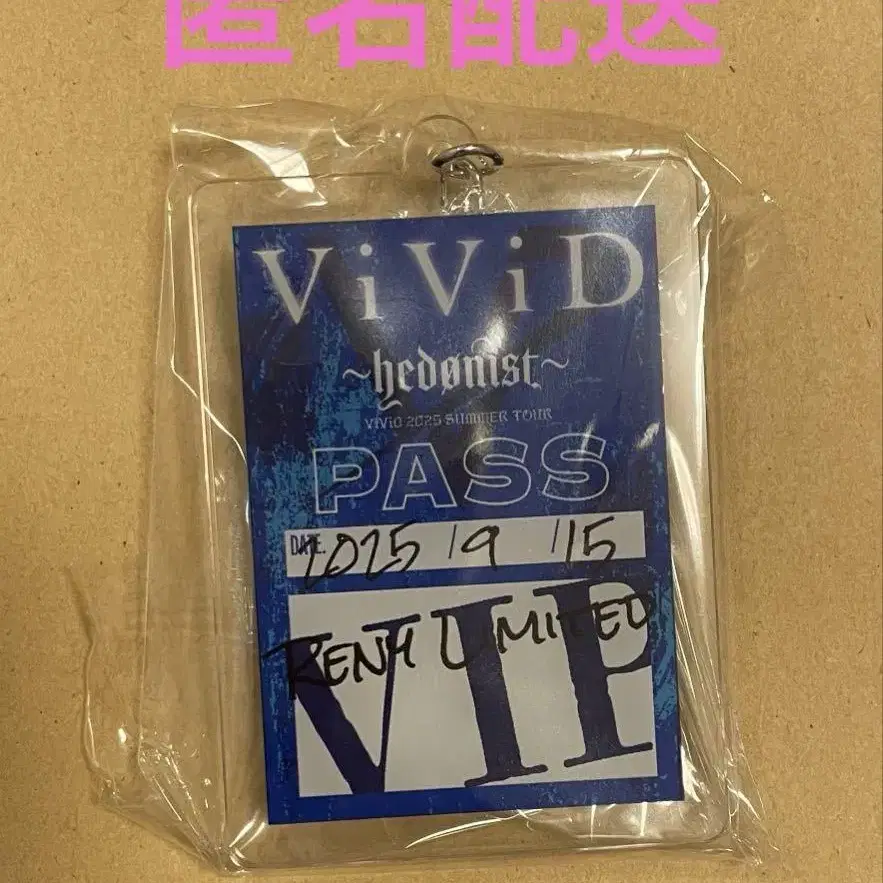 匿名配送
ViViD
~hedønist~
ViViD 2025 SUMMER TOUR
PASS
DATE. 2025 / 9 / 15
RENH LIMITED
VIP